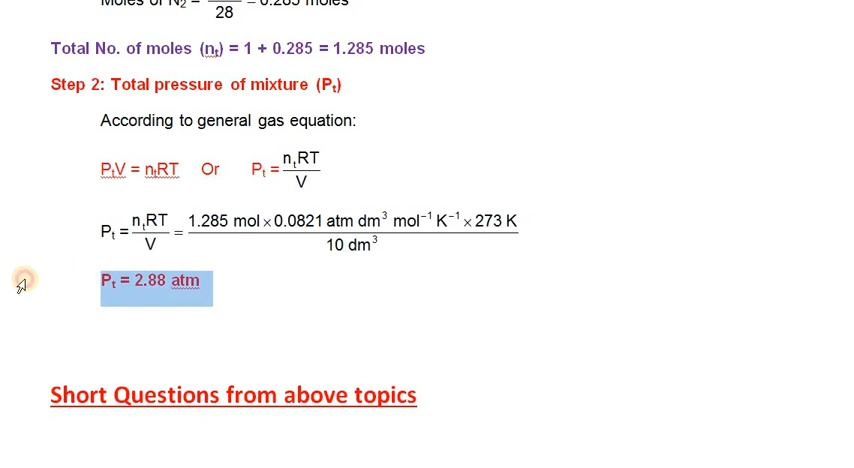 Moles of N₂ = —— = 0.285 moles
28
Total No. of moles (nₜ) = 1 + 0.285 = 1.285 moles
Step 2: Total pressure of mixture (Pₜ)
According to general gas equation:
PₜV = nₜRT Or Pₜ = nₜRT / V
Pₜ = nₜRT / V = 1.285 mol × 0.0821 atm dm³ mol⁻¹ K⁻¹ × 273 K / 10 dm³
Pₜ = 2.88 atm
Short Questions from above topics